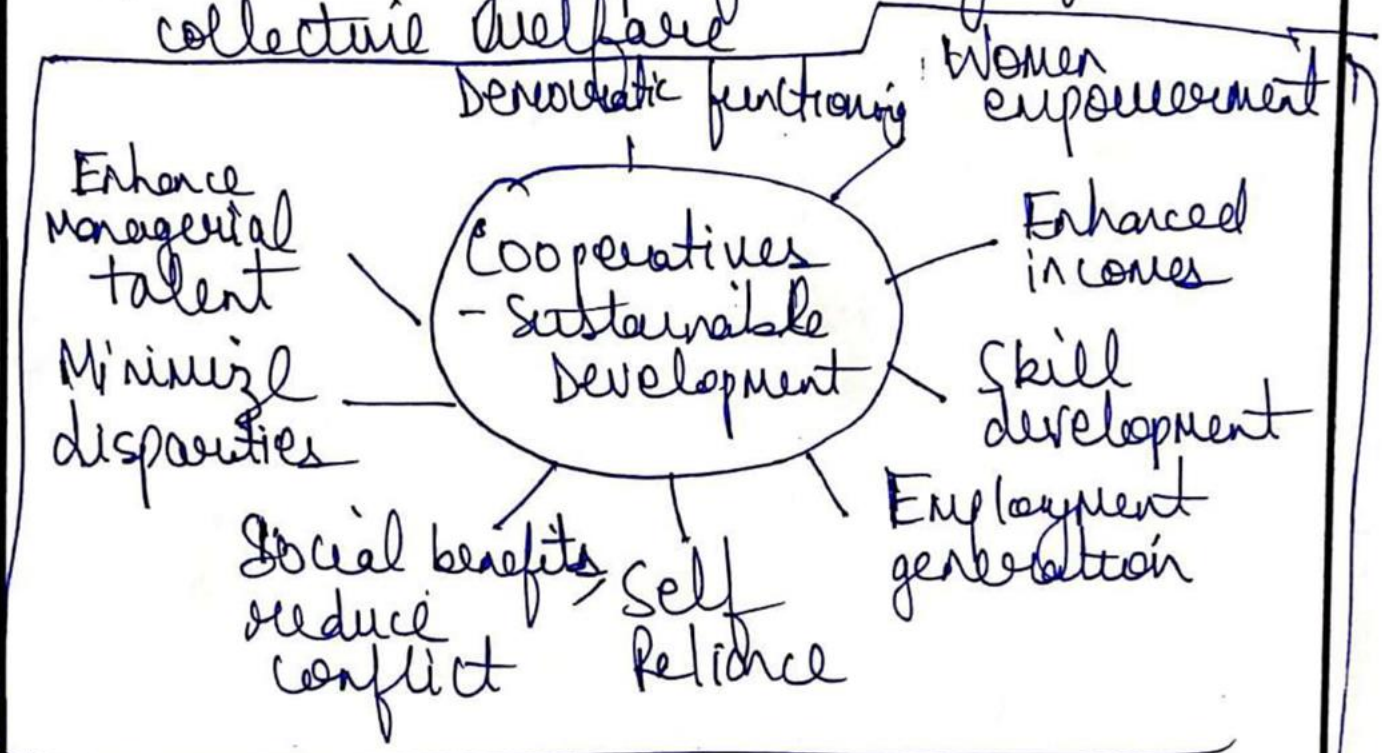 collective Welfare
Democratic functioning
Women
empowerment
Enhance
Managerial
talent
Cooperatives
- Sustainable
Development
Enhanced
incomes
Minimize
disparities
Skill
development
Employment
generation
Social benefits,
reduce
conflict
Self
Reliance